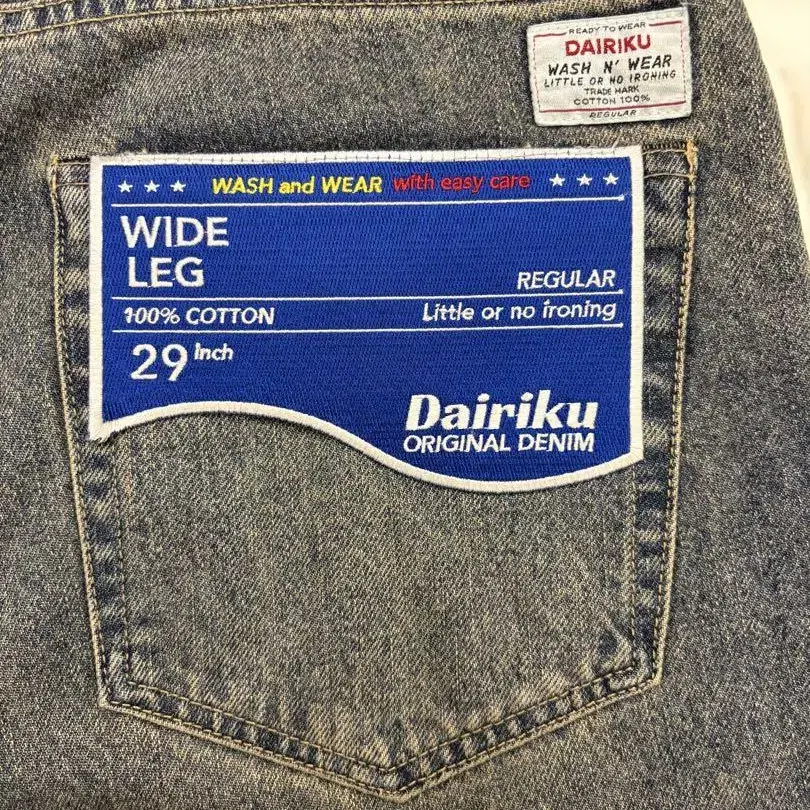 READY TO WEAR
DAIRIKU
WASH N' WEAR
LITTLE OR NO IRONING
TRADE MARK
COTTON 100%
REGULAR
WASH and WEAR with easy care
WIDE
LEG
REGULAR
100% COTTON Little or no ironing
29 Inch
Dairiku
ORIGINAL DENIM